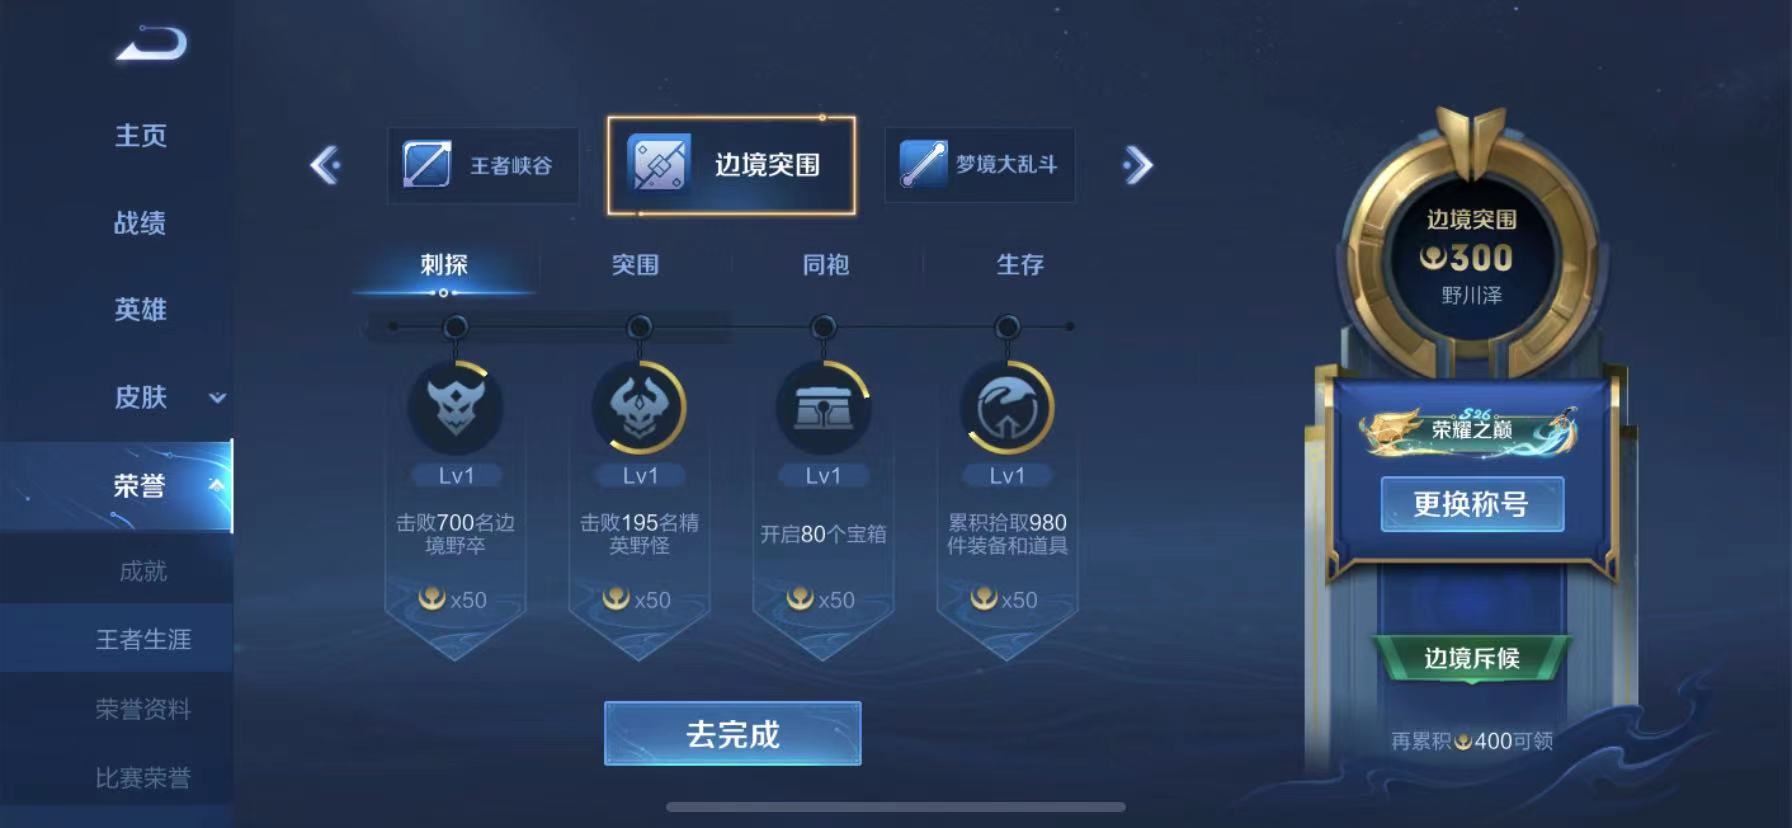 主页
战绩
英雄
皮肤
荣誉
成就
王者生涯
荣誉资料
比赛荣誉
王者峡谷
边境突围
梦境大乱斗
刺探
突围
同袍
生存
Lv1
击败700名边
境野卒
x50
Lv1
击败195名精
英野怪
x50
Lv1
开启80个宝箱
x50
Lv1
累积拾取980
件装备和道具
x50
去完成
边境突围
300
野川泽
S26
荣耀之巅
更换称号
边境斥候
再累积400可领